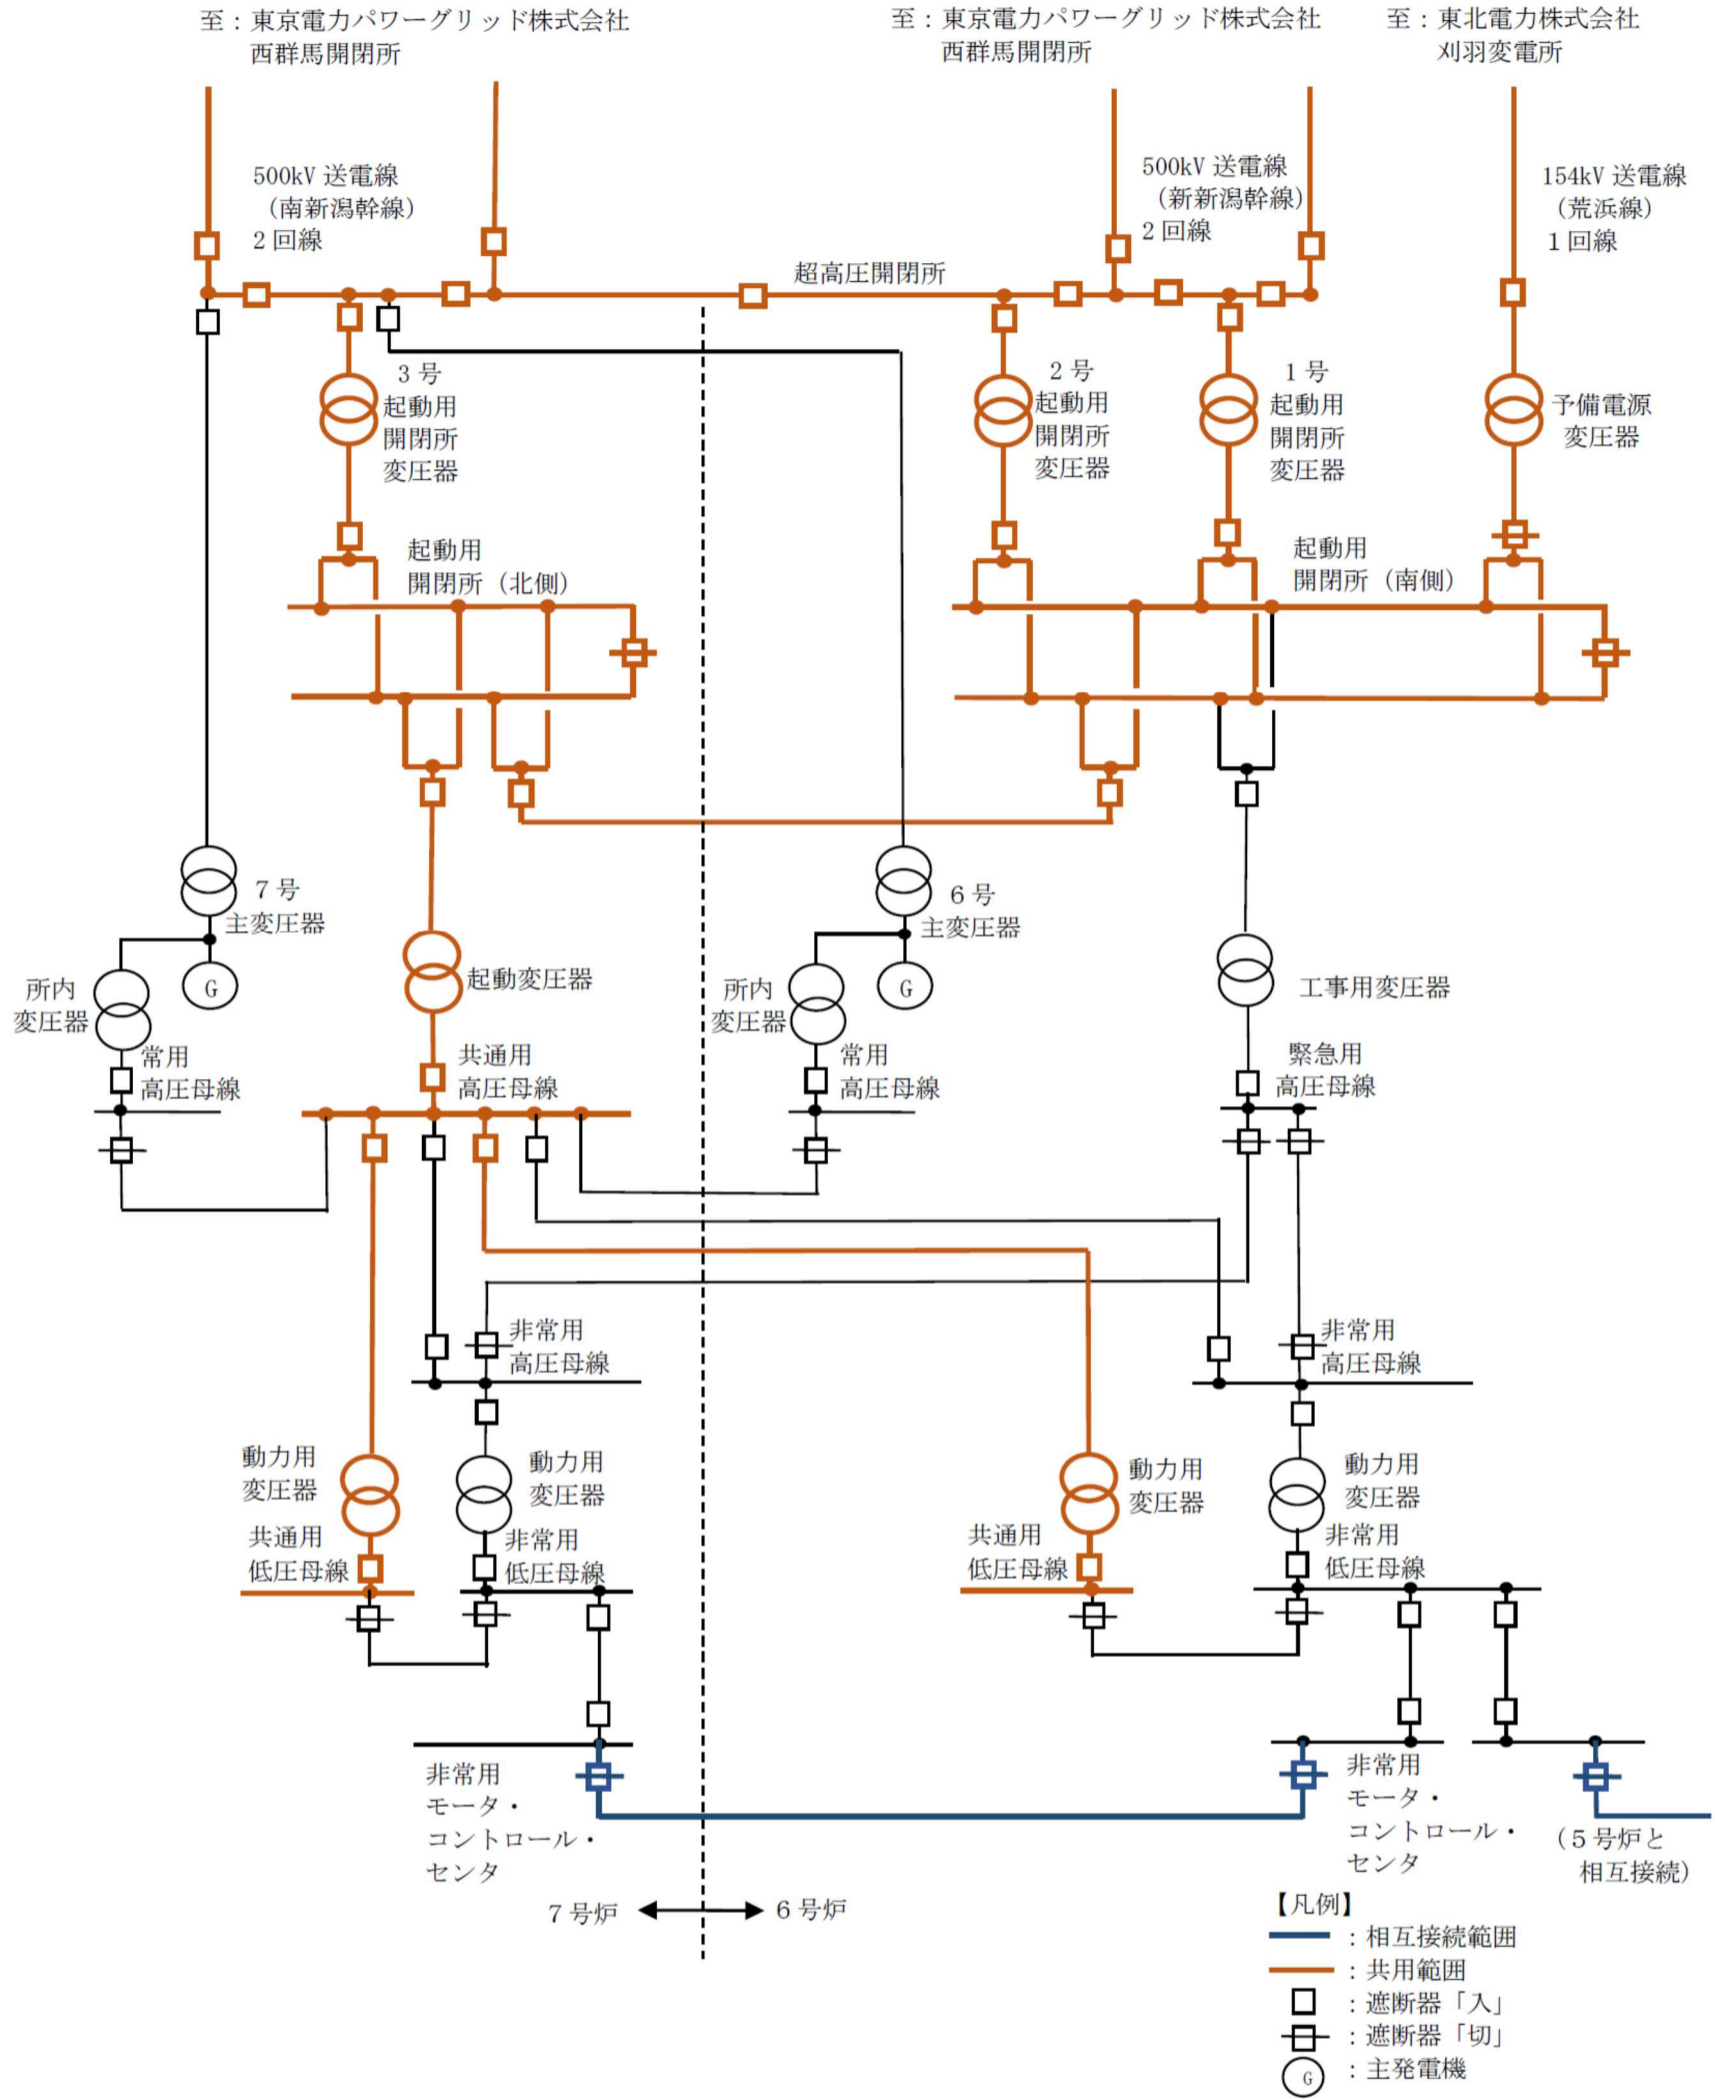 至：東京電力パワーグリッド株式会社
西群馬開閉所
至：東京電力パワーグリッド株式会社
西群馬開閉所
至：東北電力株式会社
刈羽変電所
500kV 送電線
（南新潟幹線）
2 回線
500kV 送電線
（新新潟幹線）
2 回線
154kV 送電線
（荒浜線）
1 回線
超高圧開閉所
3 号
起動用
開閉所
変圧器
2 号
起動用
開閉所
変圧器
1 号
起動用
開閉所
変圧器
予備電源
変圧器
起動用
開閉所（北側）
起動用
開閉所（南側）
7 号
主変圧器
G
所内
変圧器
常用
高圧母線
起動変圧器
共通用
高圧母線
6 号
主変圧器
G
所内
変圧器
常用
高圧母線
工事用変圧器
緊急用
高圧母線
非常用
高圧母線
非常用
高圧母線
動力用
変圧器
動力用
変圧器
動力用
変圧器
動力用
変圧器
共通用
低圧母線
非常用
低圧母線
共通用
低圧母線
非常用
低圧母線
非常用
モータ・
コントロール・
センタ
非常用
モータ・
コントロール・
センタ
（5 号炉と
相互接続）
7 号炉
6 号炉
【凡例】
：相互接続範囲
：共用範囲
：遮断器「入」
：遮断器「切」
G ：主発電機